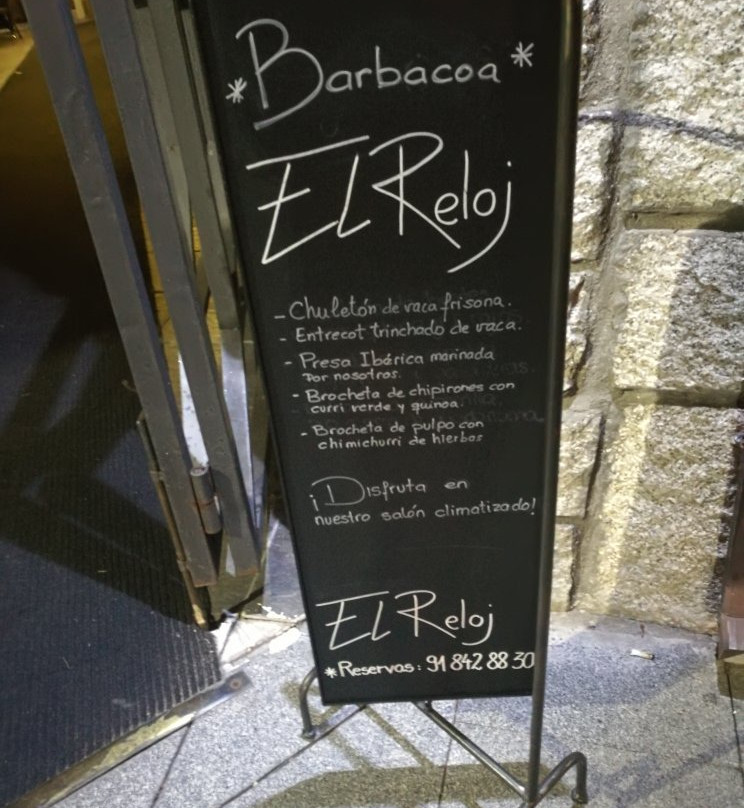 *Barbacoa*
El Reloj
- Chuletón de vaca frisona.
- Entrecot trinchado de vaca.
- Presa Ibérica marinada
por nosotros.
- Brocheta de chipirones con
curri verde y quinoa.
- Brocheta de pulpo con
chimichurri de hierbas
¡Disfruta en
nuestro salón climatizado!
El Reloj
*Reservas: 91 842 88 30